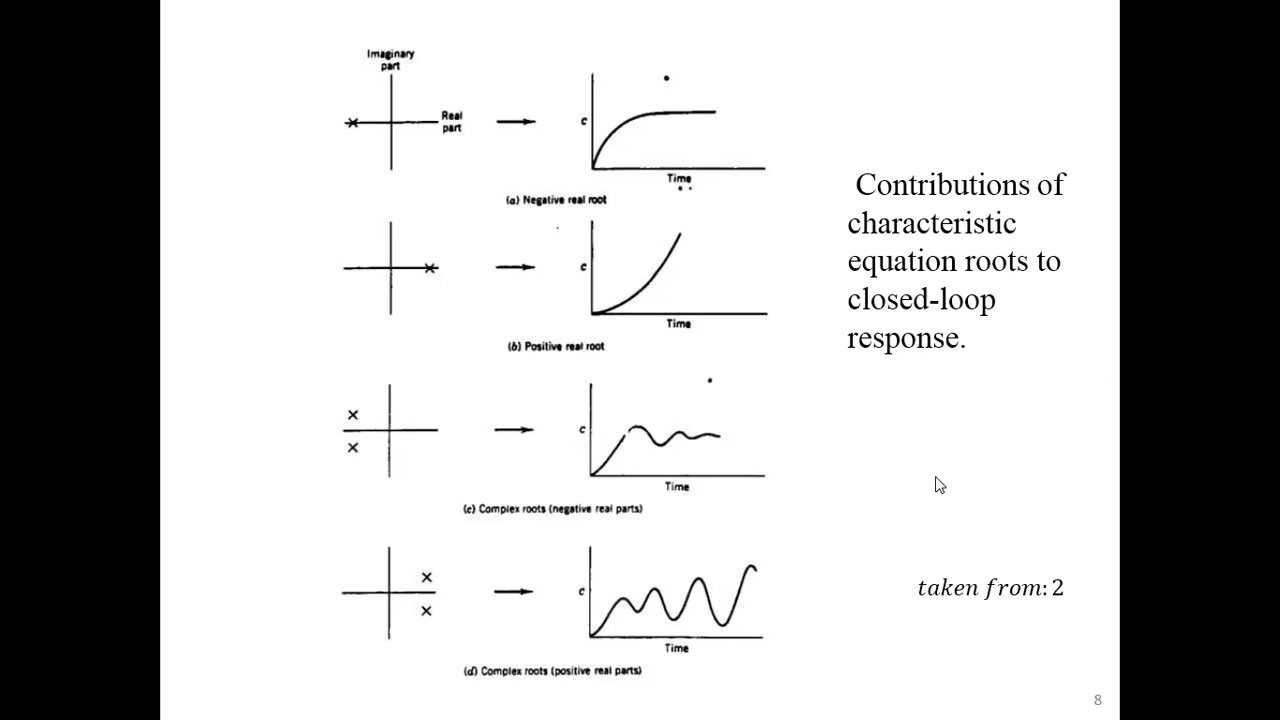 Imaginary
part
Real
part
c
Time
(a) Negative real root
c
Time
(b) Positive real root
c
Time
(c) Complex roots (negative real parts)
c
Time
(d) Complex roots (positive real parts)
Contributions of
characteristic
equation roots to
closed-loop
response.
taken from: 2
8